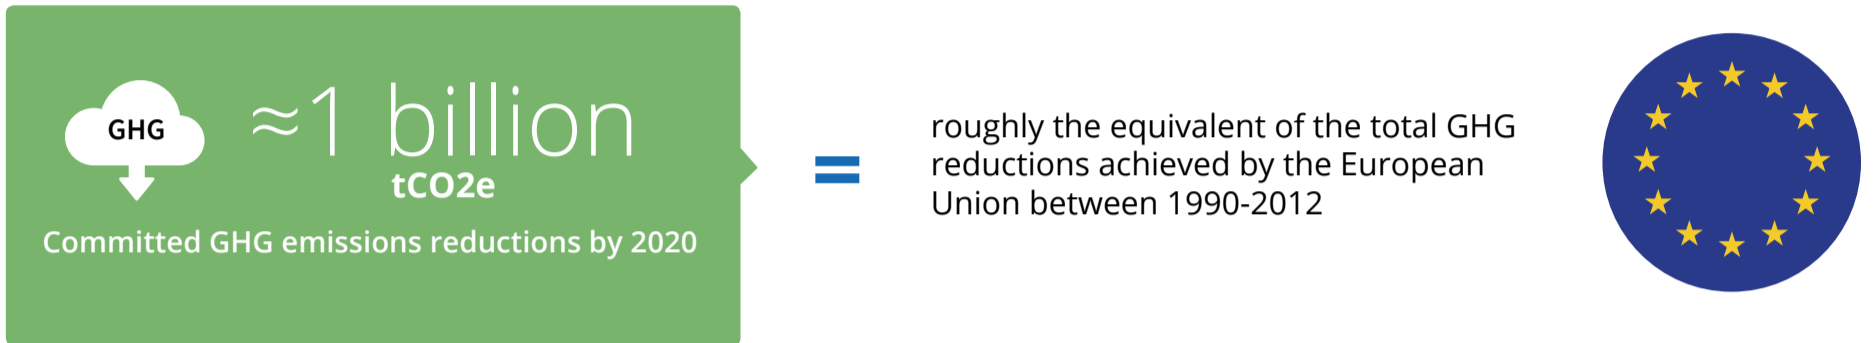 GHG
≈1 billion
tCO2e
Committed GHG emissions reductions by 2020
=
roughly the equivalent of the total GHG
reductions achieved by the European
Union between 1990-2012